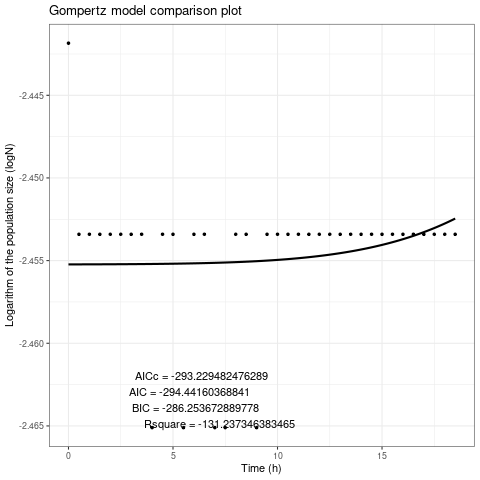 Gompertz model comparison plot
Logarithm of the population size (logN)
-2.445
-2.450
-2.455
-2.460
-2.465
AICc = -293.229482476289
AIC = -294.44160368841
BIC = -286.253672889778
Rsquare = -131.237346383465
0 5 10 15
Time (h)